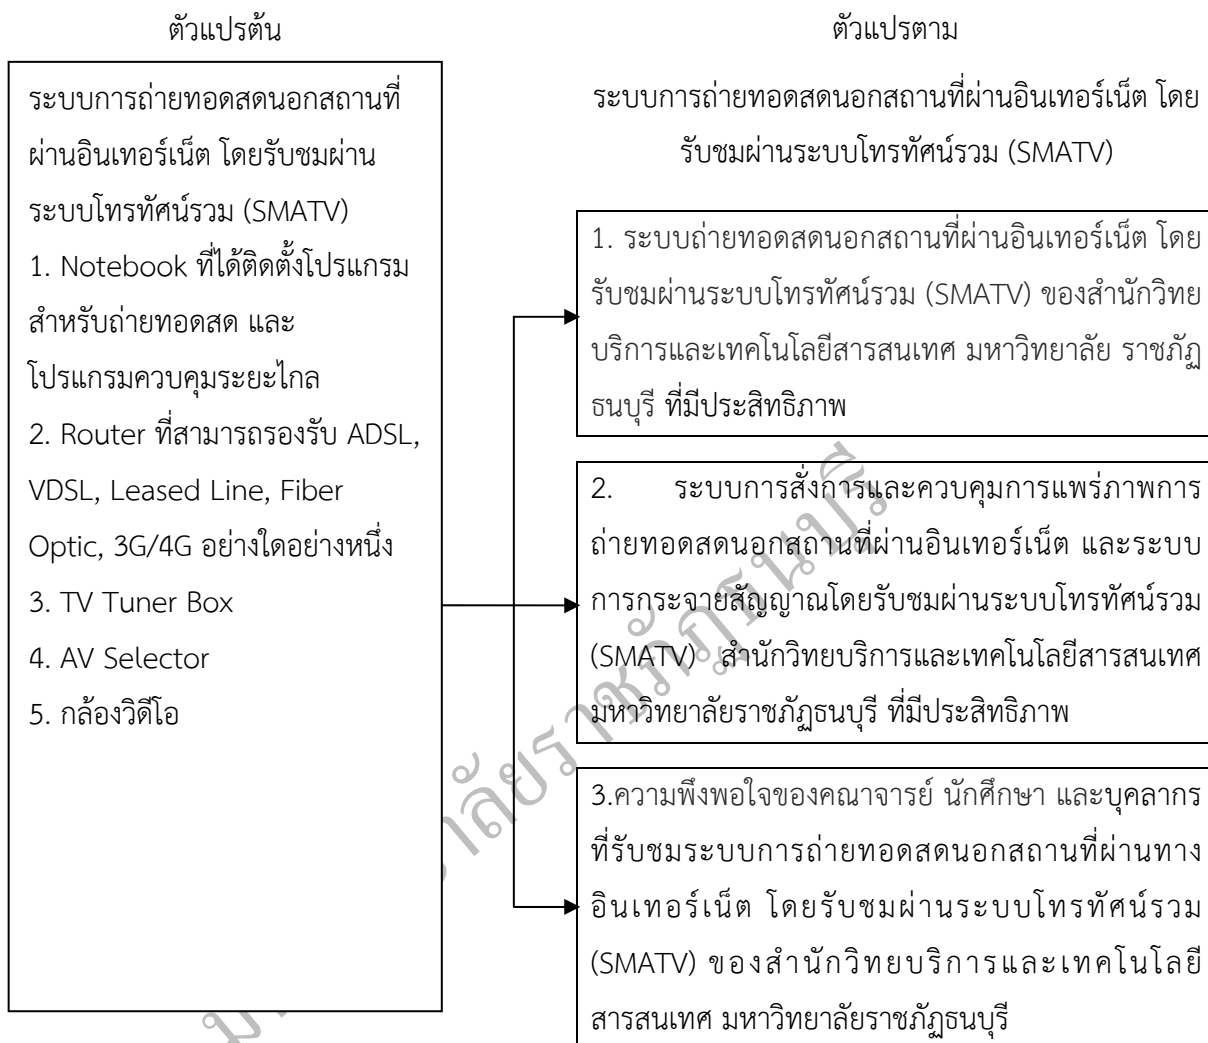 ตัวแปรต้น
ระบบการถ่ายทอดสดนอกสถานที่
ผ่านอินเทอร์เน็ต โดยรับชมผ่าน
ระบบโทรทัศน์รวม (SMATV)
1. Notebook ที่ได้ติดตั้งโปรแกรม
สำหรับถ่ายทอดสด และ
โปรแกรมควบคุมระยะไกล
2. Router ที่สามารถรองรับ ADSL,
VDSL, Leased Line, Fiber
Optic, 3G/4G อย่างใดอย่างหนึ่ง
3. TV Tuner Box
4. AV Selector
5. กล้องวิดีโอ
ตัวแปรตาม
ระบบการถ่ายทอดสดนอกสถานที่ผ่านอินเทอร์เน็ต โดย
รับชมผ่านระบบโทรทัศน์รวม (SMATV)
1. ระบบถ่ายทอดสดนอกสถานที่ผ่านอินเทอร์เน็ต โดย
รับชมผ่านระบบโทรทัศน์รวม (SMATV) ของสำนักวิทย
บริการและเทคโนโลยีสารสนเทศ มหาวิทยาลัย ราชภัฏ
ธนบุรี ที่มีประสิทธิภาพ
2. ระบบการสั่งการและควบคุมการแพร่ภาพการ
ถ่ายทอดสดนอกสถานที่ผ่านอินเทอร์เน็ต และระบบ
การกระจายสัญญาณโดยรับชมผ่านระบบโทรทัศน์รวม
(SMATV) สำนักวิทยบริการและเทคโนโลยีสารสนเทศ
มหาวิทยาลัยราชภัฏธนบุรี ที่มีประสิทธิภาพ
3.ความพึงพอใจของคณาจารย์ นักศึกษา และบุคลากร
ที่รับชมระบบการถ่ายทอดสดนอกสถานที่ผ่านทาง
อินเทอร์เน็ต โดยรับชมผ่านระบบโทรทัศน์รวม
(SMATV) ของสำนักวิทยบริการและเทคโนโลยี
สารสนเทศ มหาวิทยาลัยราชภัฏธนบุรี
ลัยราชภัฏธนบุรี